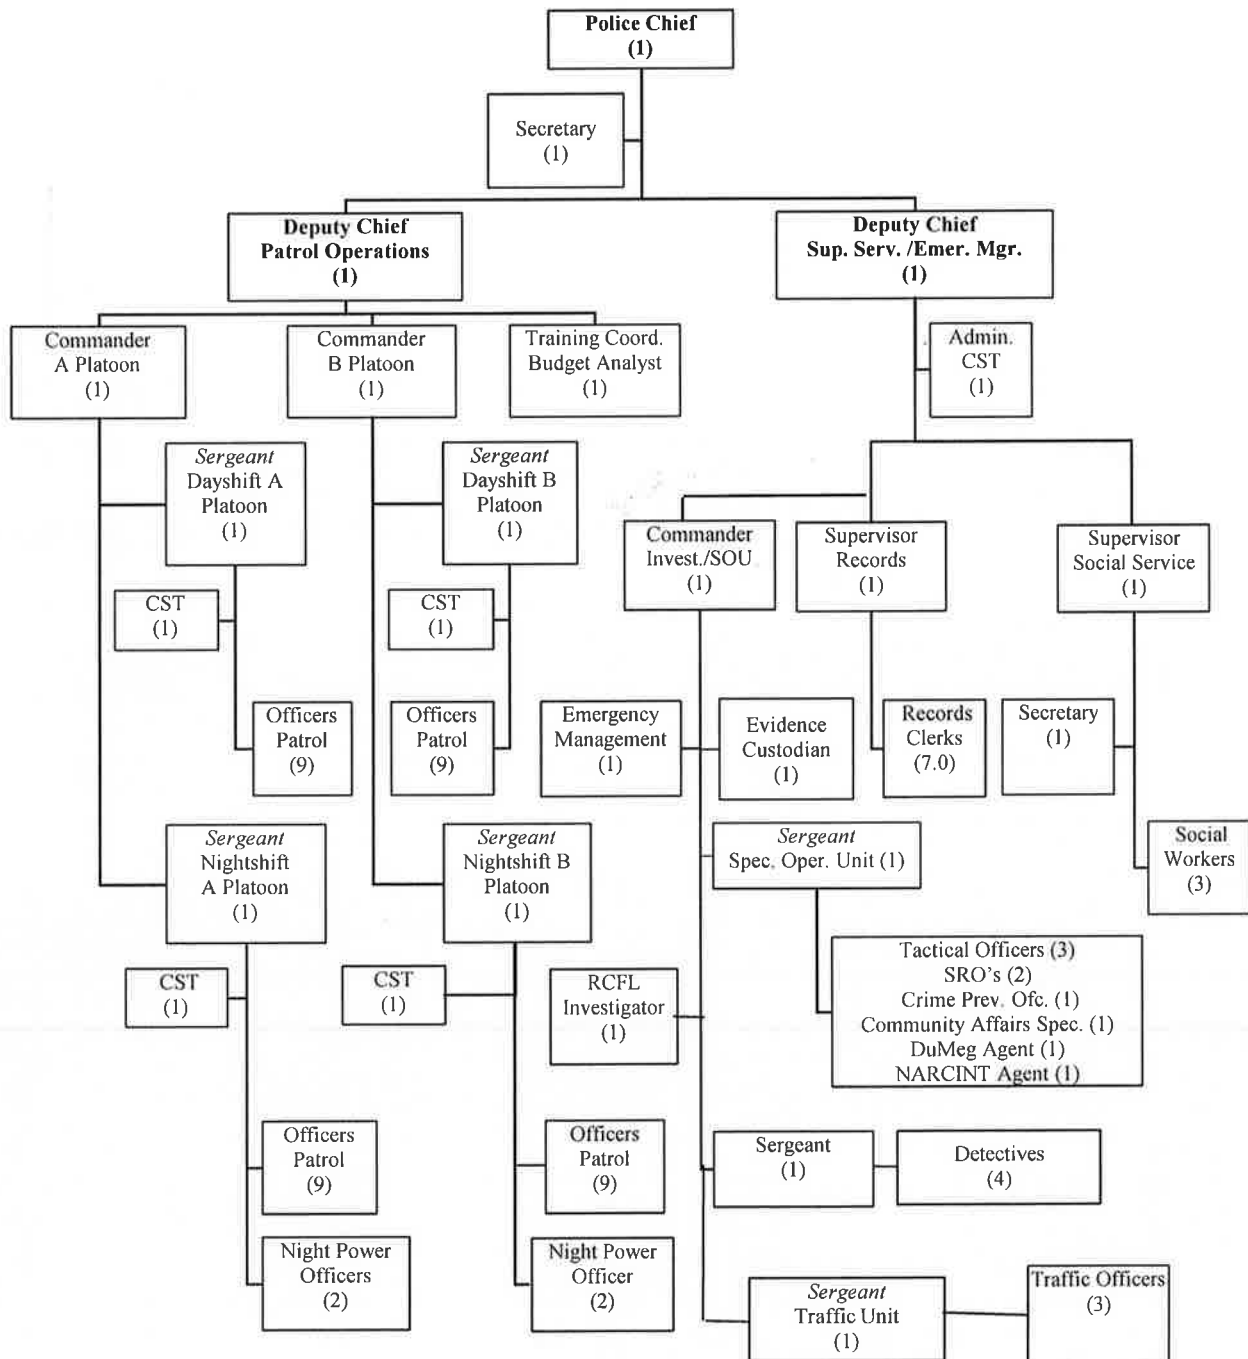 Police Chief
(1)
Secretary
(1)
Deputy Chief
Patrol Operations
(1)
Deputy Chief
Sup. Serv. /Emer. Mgr.
(1)
Commander
A Platoon
(1)
Commander
B Platoon
(1)
Training Coord.
Budget Analyst
(1)
Admin.
CST
(1)
Sergeant
Dayshift A
Platoon
(1)
Sergeant
Dayshift B
Platoon
(1)
Commander
Invest./SOU
(1)
Supervisor
Records
(1)
Supervisor
Social Service
(1)
CST
(1)
CST
(1)
Officers
Patrol
(9)
Officers
Patrol
(9)
Emergency
Management
(1)
Evidence
Custodian
(1)
Records
Clerks
(7.0)
Secretary
(1)
Sergeant
Nightshift
A Platoon
(1)
Sergeant
Nightshift B
Platoon
(1)
Sergeant
Spec. Oper. Unit (1)
Social
Workers
(3)
CST
(1)
CST
(1)
RCFL
Investigator
(1)
Tactical Officers (3)
SRO's (2)
Crime Prev. Ofc. (1)
Community Affairs Spec. (1)
DuMeg Agent (1)
NARCINT Agent (1)
Officers
Patrol
(9)
Officers
Patrol
(9)
Sergeant
(1)
Detectives
(4)
Night Power
Officers
(2)
Night Power
Officer
(2)
Sergeant
Traffic Unit
(1)
Traffic Officers
(3)